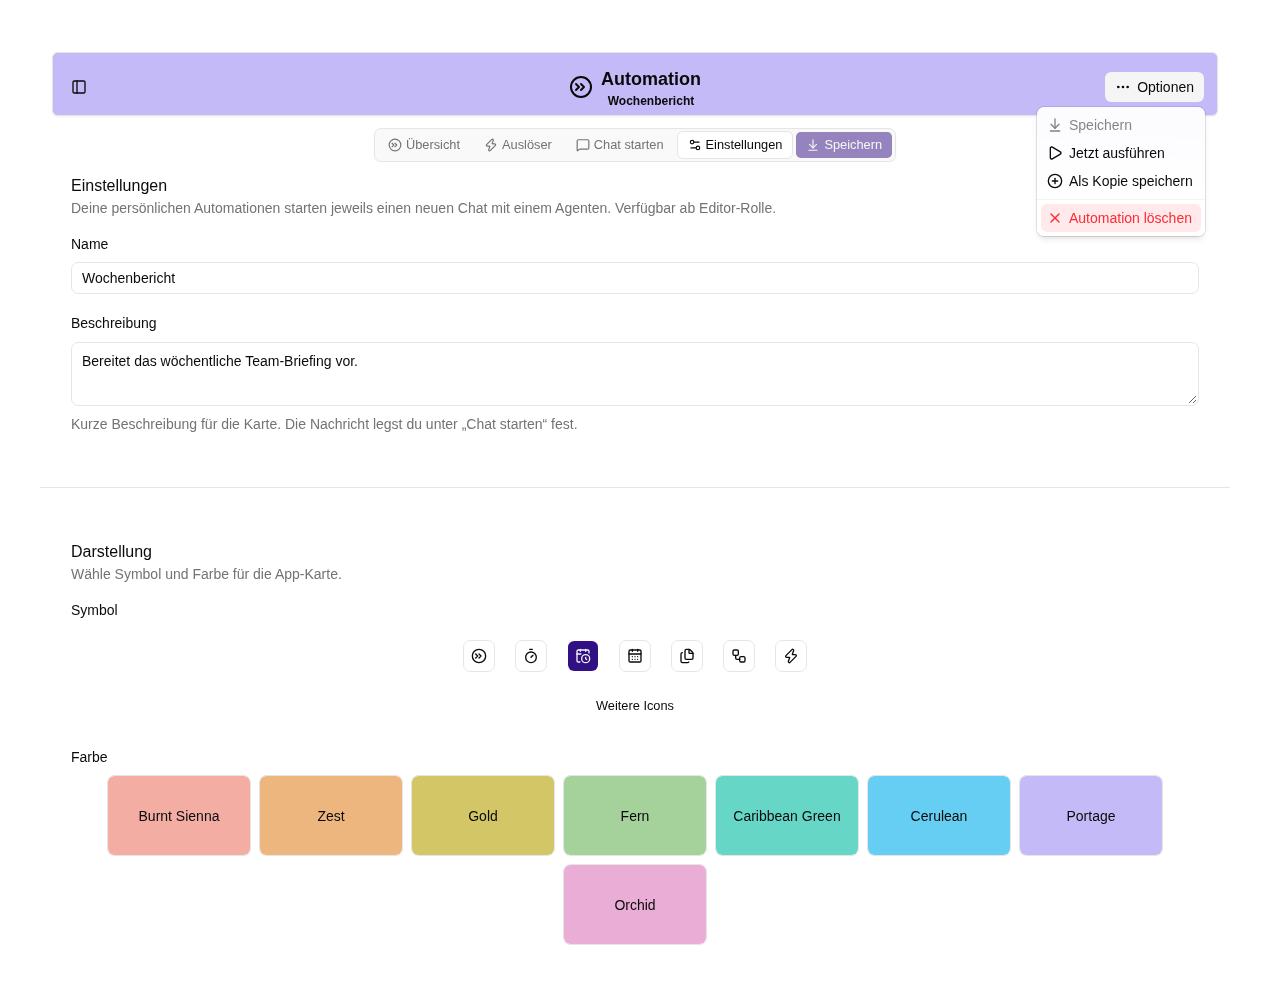 Automation
Wochenbericht
Optionen
Speichern
Jetzt ausführen
Als Kopie speichern
Automation löschen
Übersicht
Auslöser
Chat starten
Einstellungen
Speichern
Einstellungen
Deine persönlichen Automationen starten jeweils einen neuen Chat mit einem Agenten. Verfügbar ab Editor-Rolle.
Name
Wochenbericht
Beschreibung
Bereitet das wöchentliche Team-Briefing vor.
Kurze Beschreibung für die Karte. Die Nachricht legst du unter „Chat starten“ fest.
Darstellung
Wähle Symbol und Farbe für die App-Karte.
Symbol
Weitere Icons
Farbe
Burnt Sienna
Zest
Gold
Fern
Caribbean Green
Cerulean
Portage
Orchid